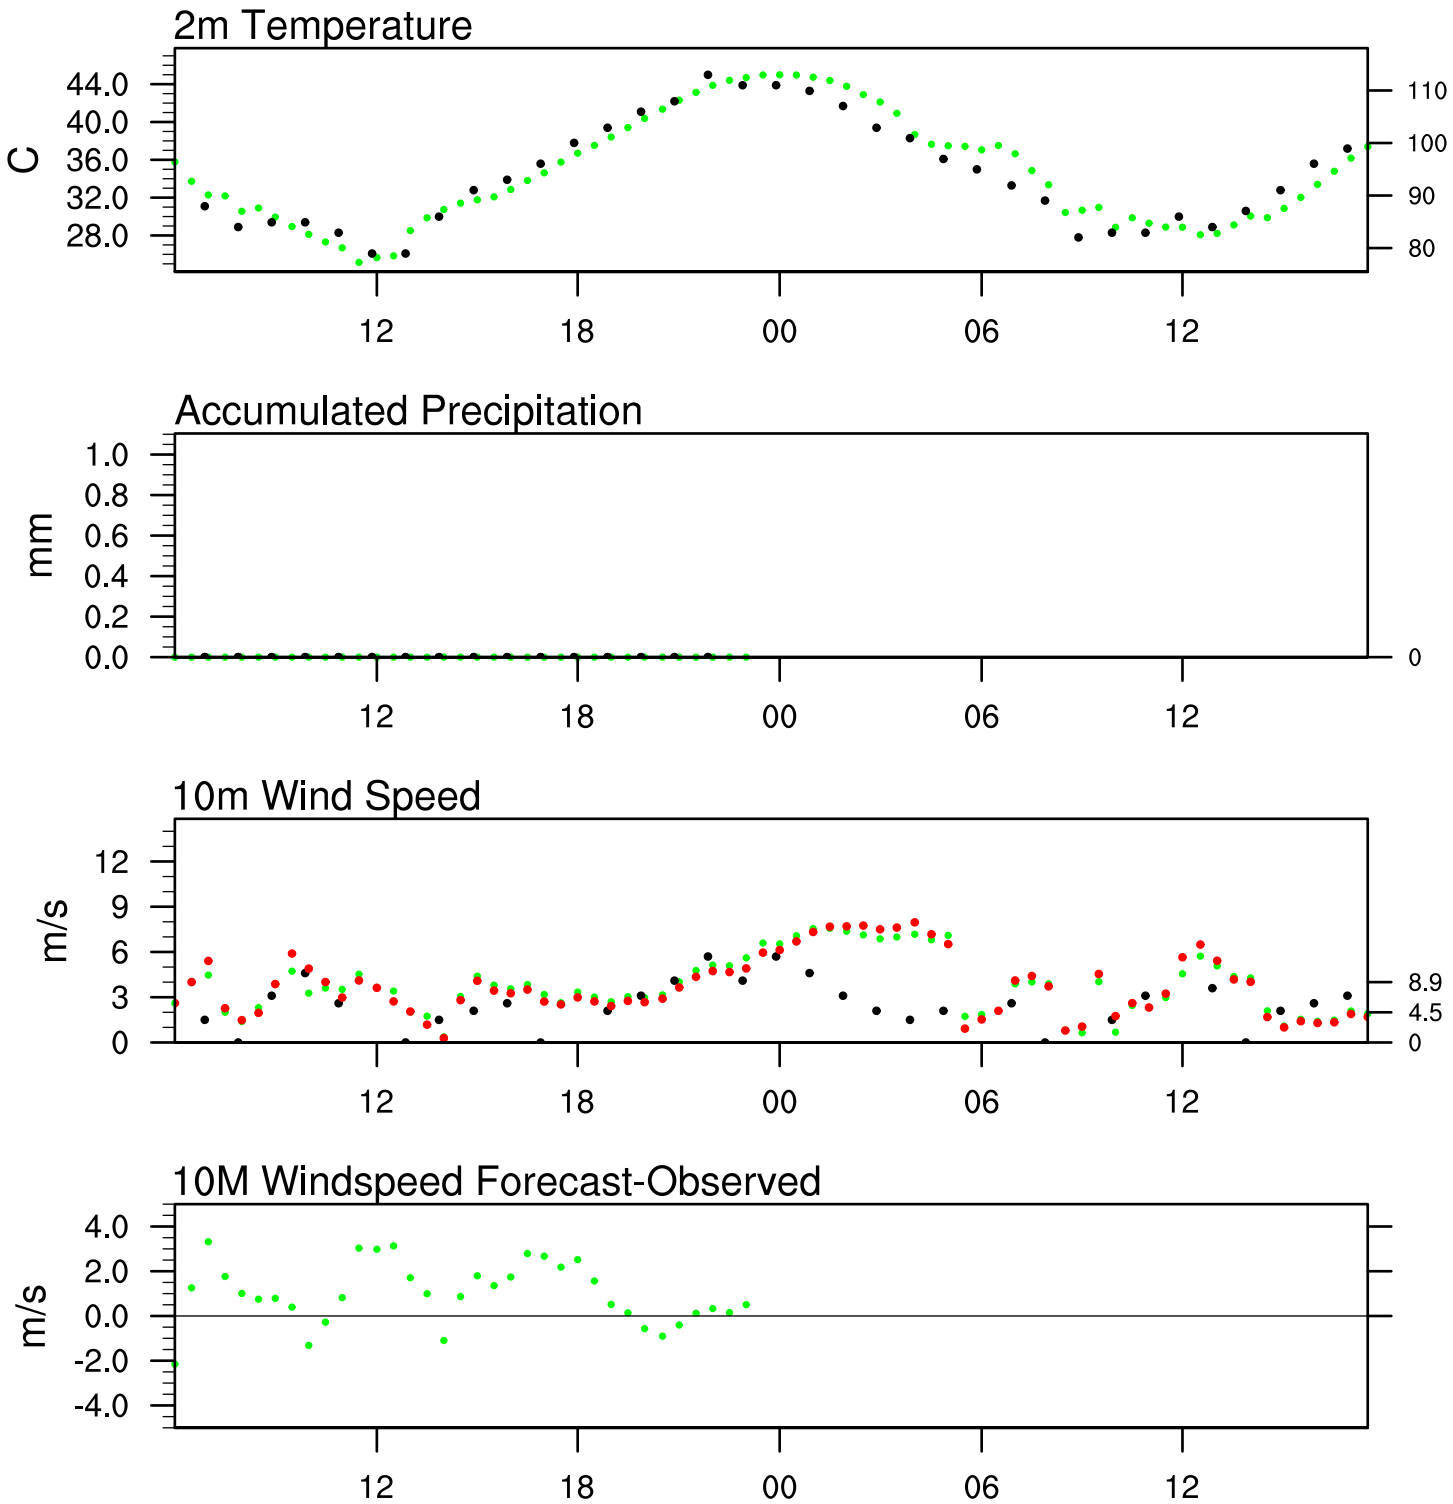 2m Temperature
44.0
40.0
36.0
32.0
28.0
C
110
100
90
80
12 18 00 06 12
Accumulated Precipitation
1.0
0.8
0.6
0.4
0.2
0.0
mm
0
12 18 00 06 12
10m Wind Speed
12
9
6
3
0
m/s
8.9
4.5
0
12 18 00 06 12
10M Windspeed Forecast-Observed
4.0
2.0
0.0
-2.0
-4.0
m/s
12 18 00 06 12